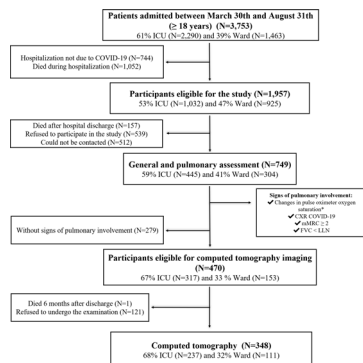 Patients admitted between March 30th and August 31th
(≥ 18 years) N=3,753
61% ICU (N=2,290) and 39% Ward (N=1,463)
Hospitalization not due to COVID-19 (N=744)
Died during hospitalization (N=1,052)
Participants eligible for the study (N=1,957)
53% ICU (N=1,032) and 47% Ward (N=925)
Died after hospital discharge (N=157)
Refused to participate in the study (N=539)
Could not be contacted (N=512)
General and pulmonary assessment (N=749)
59% ICU (N=445) and 41% Ward (N=304)
Signs of pulmonary involvement:
✔Changes in pulse oximeter oxygen
saturation*
✔CXR COVID-19
✔mMRC ≥ 2
✔FVC < LLN
Without signs of pulmonary involvement (N=279)
Participants eligible for computed tomography imaging
(N=470)
67% ICU (N=317) and 33 % Ward (N=153)
Died 6 months after discharge (N=1)
Refused to undergo the examination (N=121)
Computed tomography (N=348)
68% ICU (N=237) and 32% Ward (N=111)